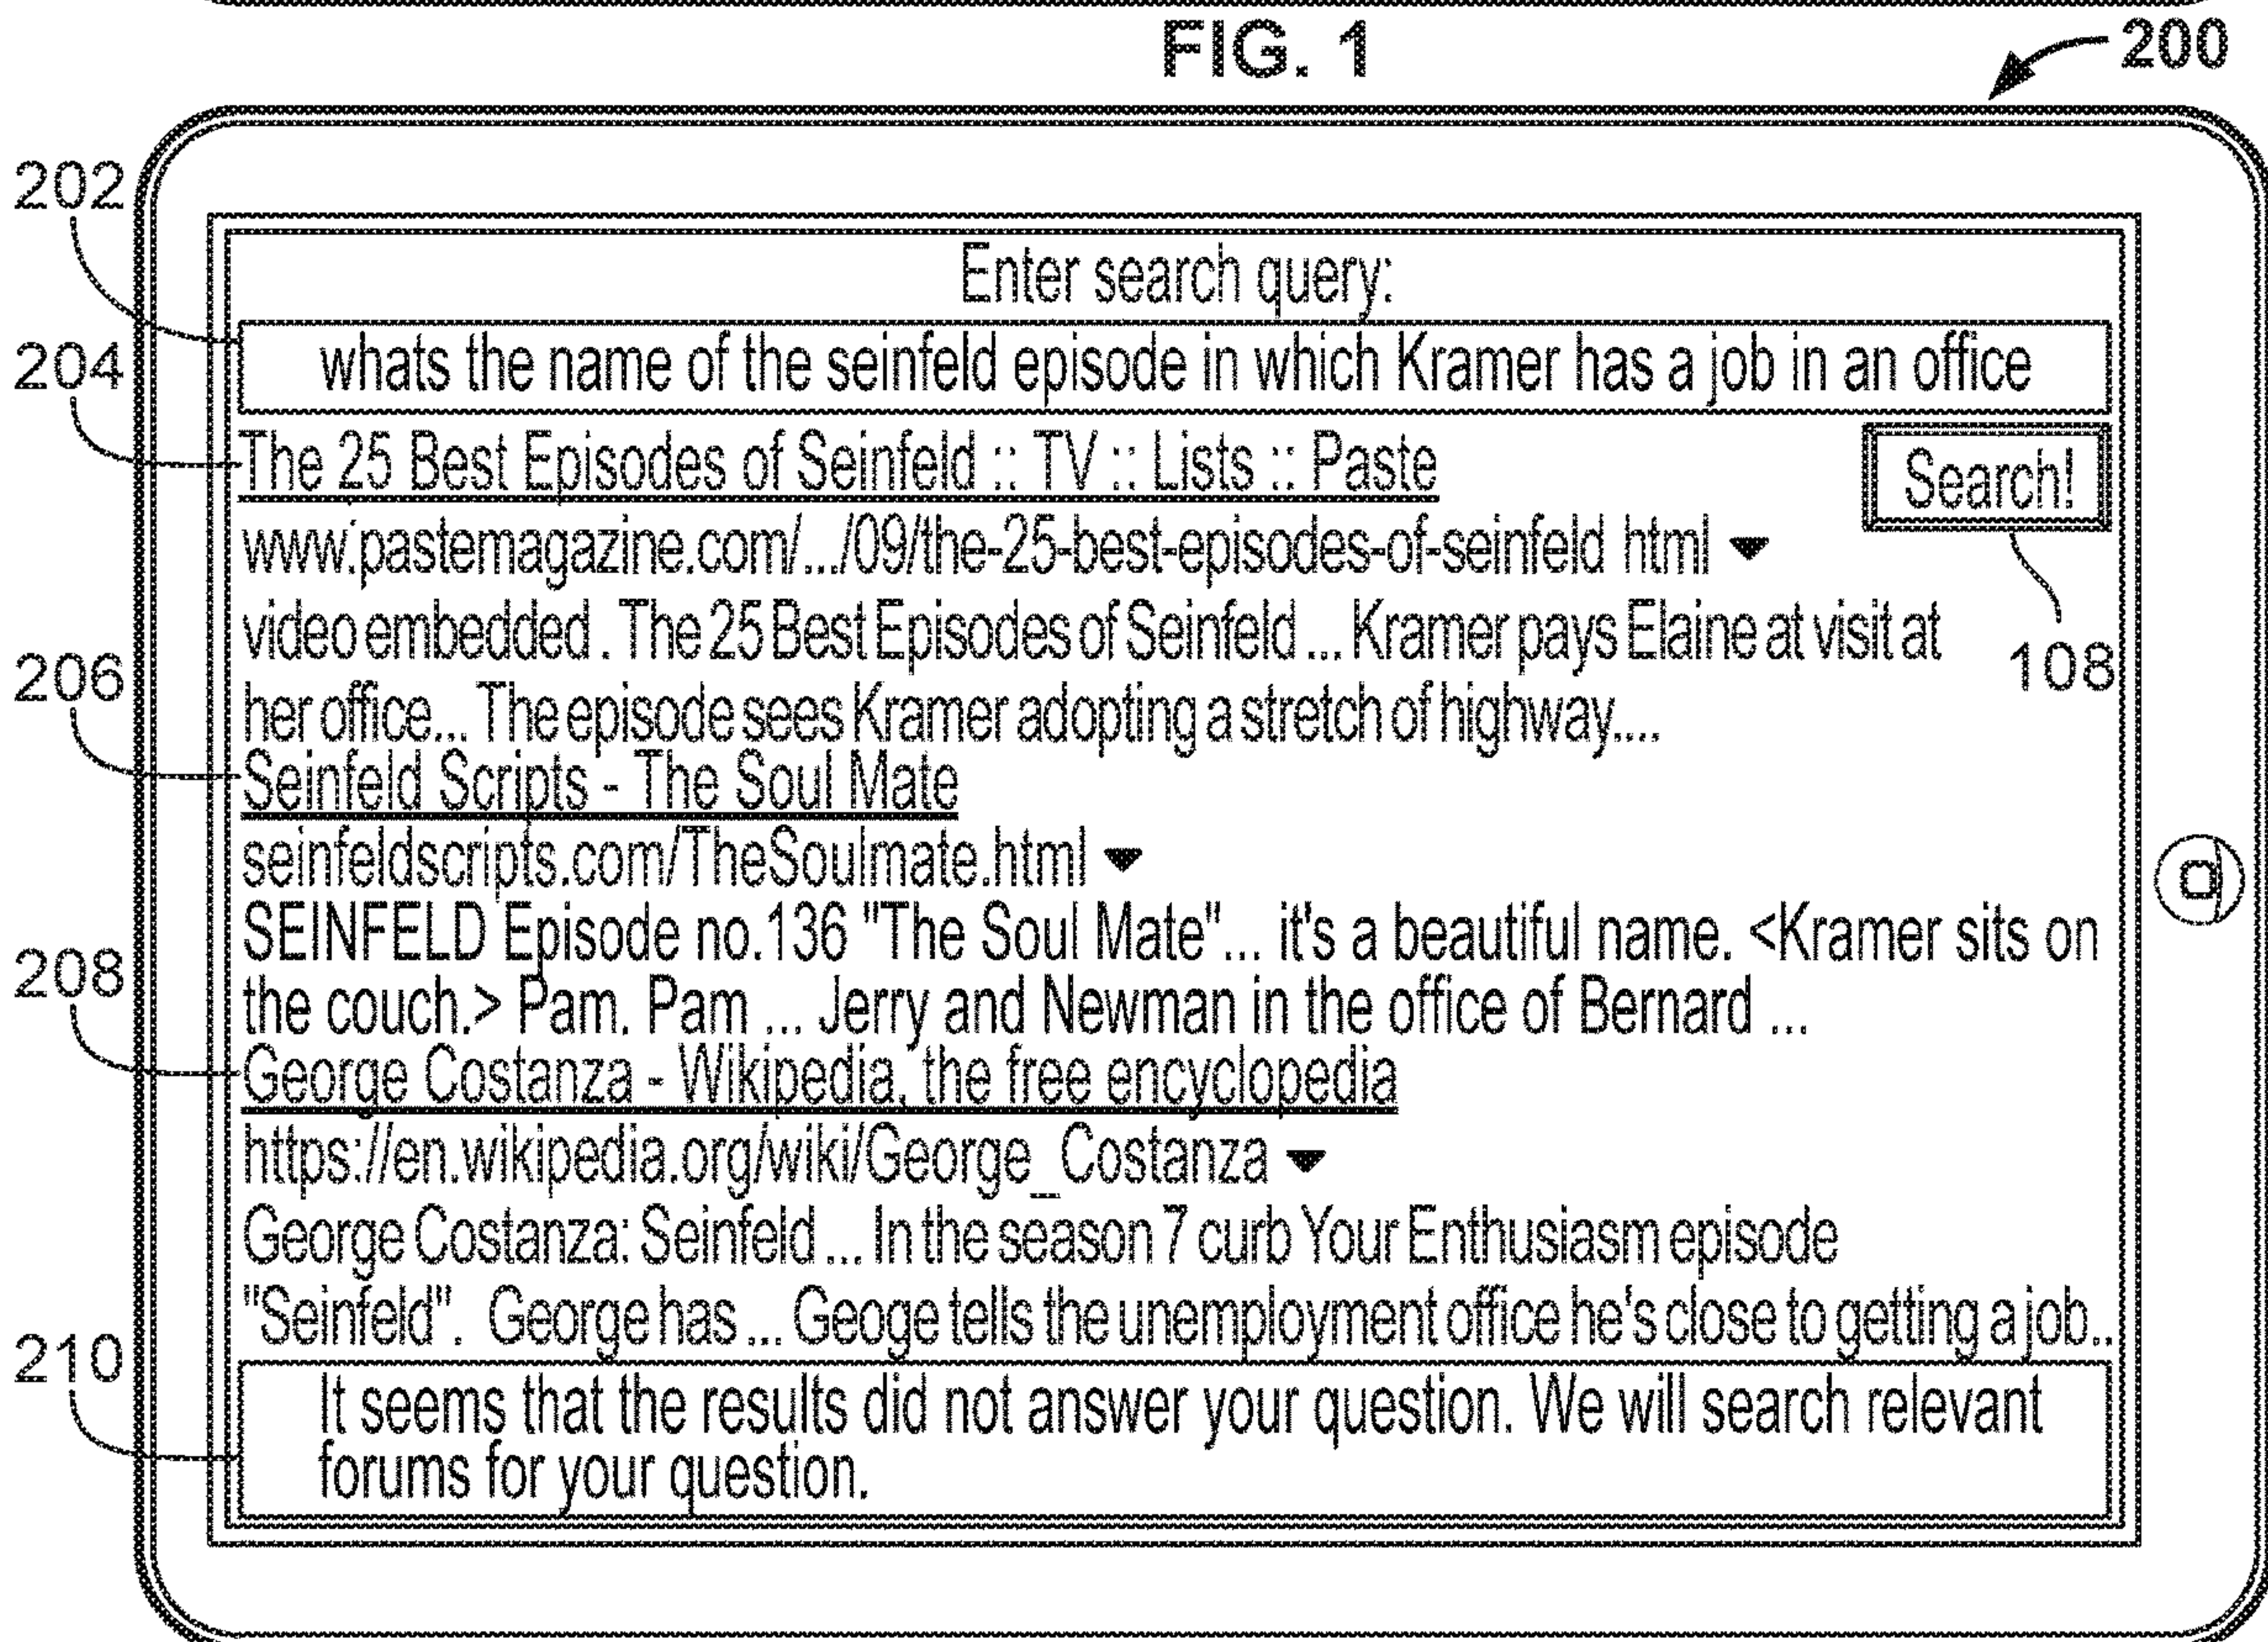 FIG. 1
200
202
Enter search query:
whats the name of the seinfeld episode in which Kramer has a job in an office
204
The 25 Best Episodes of Seinfeld :: TV :: Lists :: Paste
Search!
www.pastemagazine.com/.../09/the-25-best-episodes-of-seinfeld html
video embedded . The 25 Best Episodes of Seinfeld ... Kramer pays Elaine at visit at
108
206
her office... The episode sees Kramer adopting a stretch of highway....
Seinfeld Scripts - The Soul Mate
seinfeldscripts.com/TheSoulmate.html
SEINFELD Episode no.136 "The Soul Mate"... it's a beautiful name. <Kramer sits on
208
the couch.> Pam. Pam ... Jerry and Newman in the office of Bernard ...
George Costanza - Wikipedia, the free encyclopedia
https://en.wikipedia.org/wiki/George_Costanza
George Costanza: Seinfeld ... In the season 7 curb Your Enthusiasm episode
"Seinfeld". George has ... Geoge tells the unemployment office he's close to getting a job..
210
It seems that the results did not answer your question. We will search relevant
forums for your question.